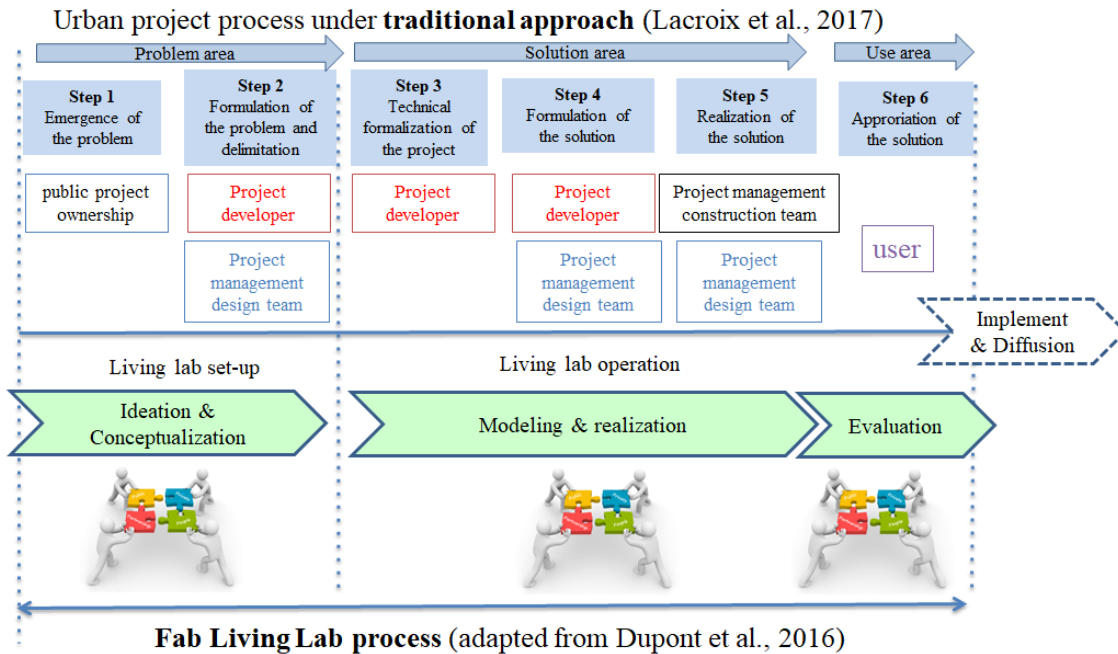 Urban project process under traditional approach (Lacroix et al., 2017)
Problem area
Solution area
Use area
Step 1
Emergence of
the problem
Step 2
Formulation of
the problem and
delimitation
Step 3
Technical
formalization of
the project
Step 4
Formulation of
the solution
Step 5
Realization of
the solution
Step 6
Approriation of
the solution
public project
ownership
Project
developer
Project
developer
Project
developer
Project management
construction team
Project
management
design team
Project
management
design team
Project
management
design team
user
Implement
& Diffusion
Living lab set-up
Living lab operation
Ideation &
Conceptualization
Modeling & realization
Evaluation
Fab Living Lab process (adapted from Dupont et al., 2016)